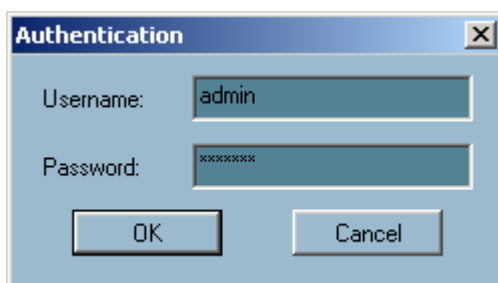 Authentication
Username: admin
Password: *******
OK Cancel